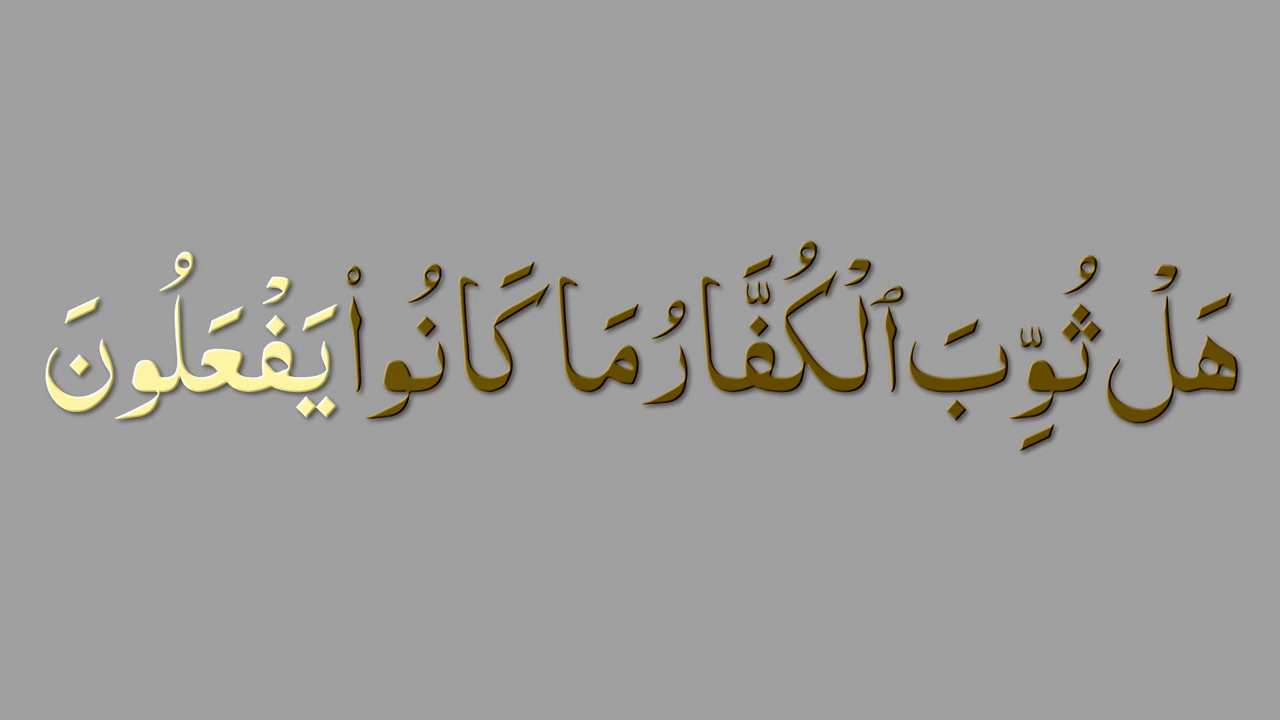 هَلْ ثُوِّبَ ٱلْكُفَّارُ مَا كَانُوا۟ يَفْعَلُونَ